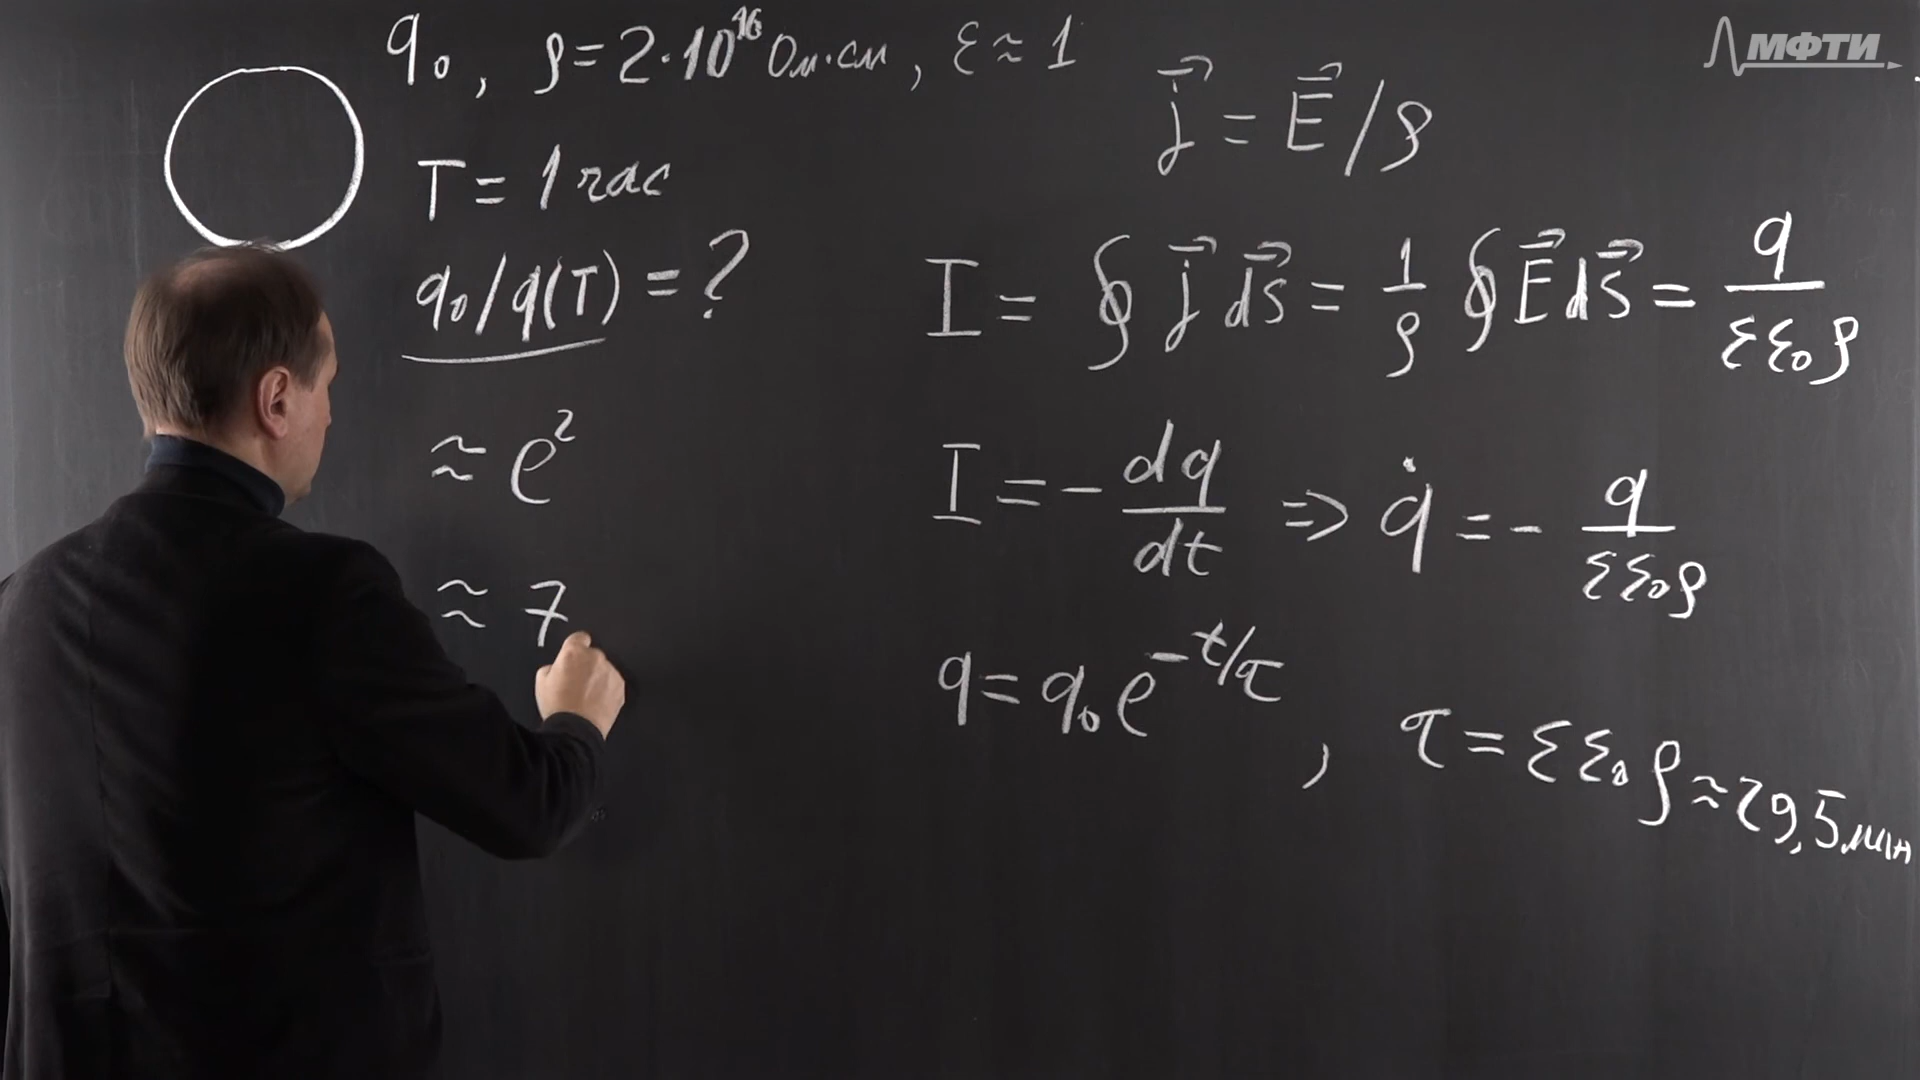 q₀, ρ = 2·10¹⁶ Ом·см, ε ≈ 1
T = 1 час
q₀/q(T) = ?
≈ e²
≈ 7
МФТИ
j⃗ = E⃗/ρ
I = ∮ j⃗ dS⃗ = 1/ρ ∮ E⃗ dS⃗ = q/(εε₀ρ)
I = − dq/dt ⇒ q̇ = − q/(εε₀ρ)
q = q₀e^(−t/τ), τ = εε₀ρ ≈ 29,5 мин